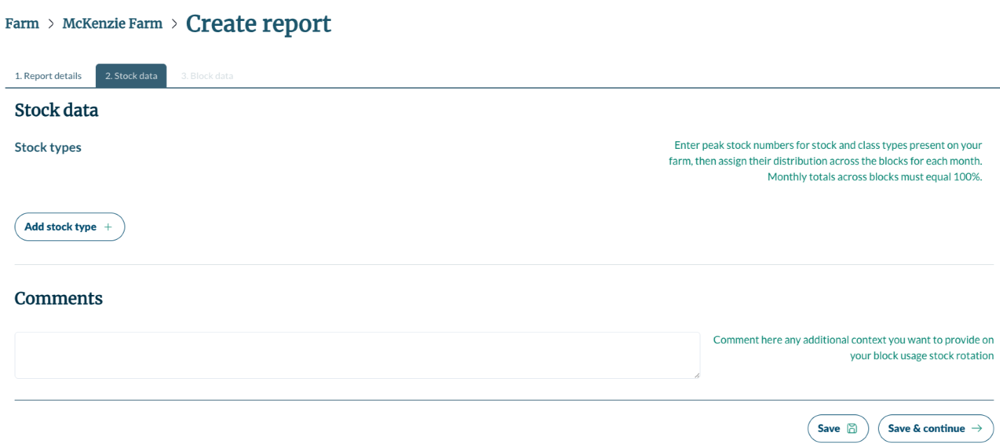 Farm > McKenzie Farm > Create report
1. Report details 2. Stock data 3. Block data
Stock data
Stock types
Enter peak stock numbers for stock and class types present on your
farm, then assign their distribution across the blocks for each month.
Monthly totals across blocks must equal 100%.
Add stock type +
Comments
Comment here any additional context you want to provide on
your block usage stock rotation
Save
Save & continue →